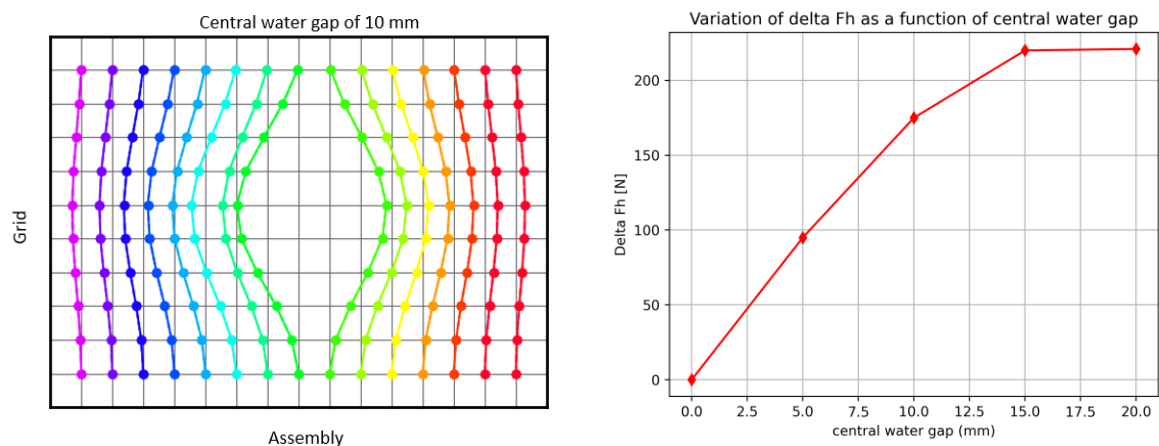 Central water gap of 10 mm
Grid
Assembly
Variation of delta Fh as a function of central water gap
Delta Fh [N]
200
150
100
50
0
0.0 2.5 5.0 7.5 10.0 12.5 15.0 17.5 20.0
central water gap (mm)